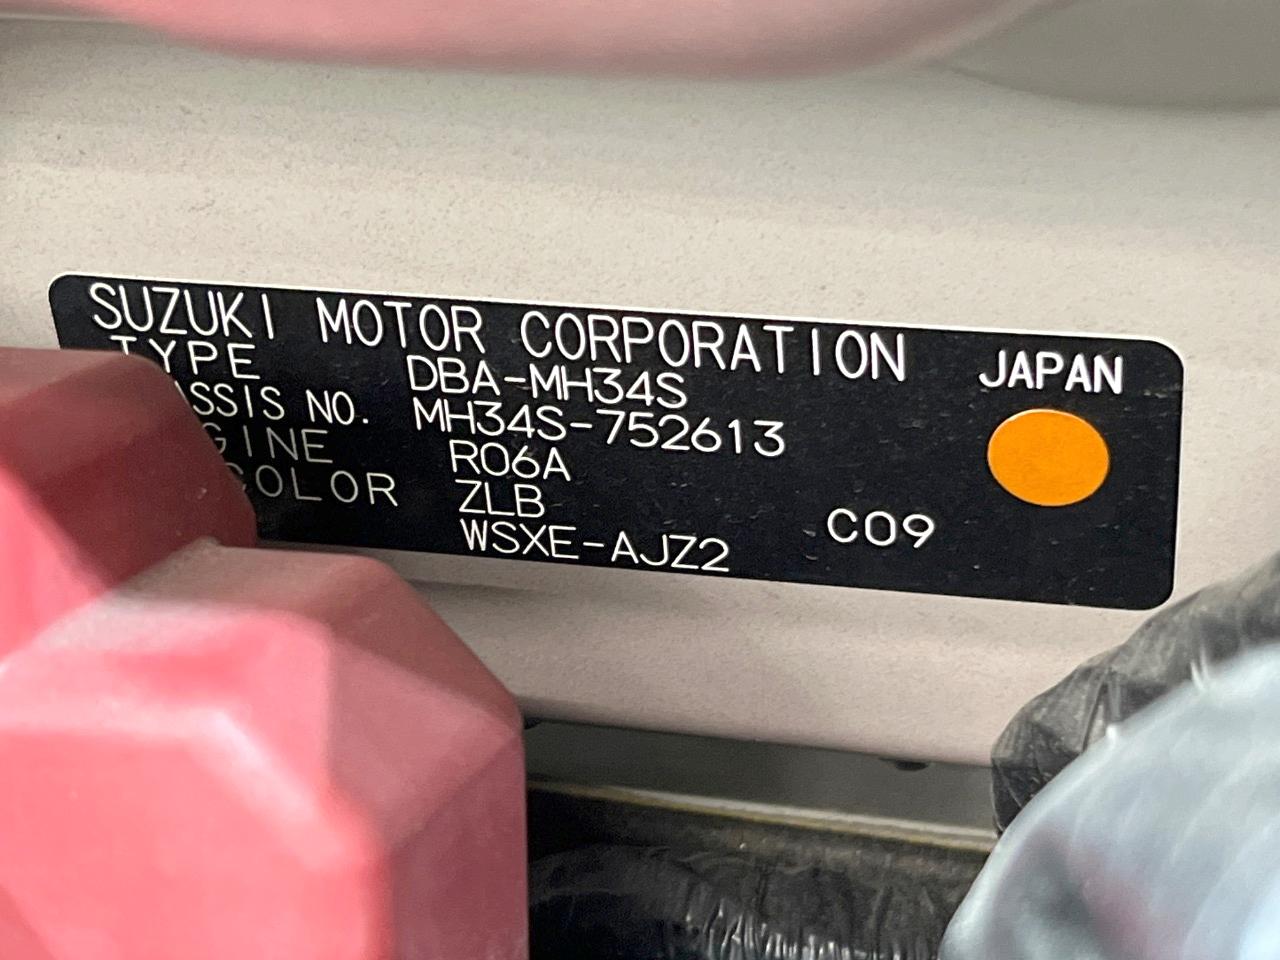 SUZUKI MOTOR CORPORATION JAPAN
TYPE DBA-MH34S
ASSIS NO. MH34S-752613
GINE R06A
COLOR ZLB C09
WSXE-AJZ2